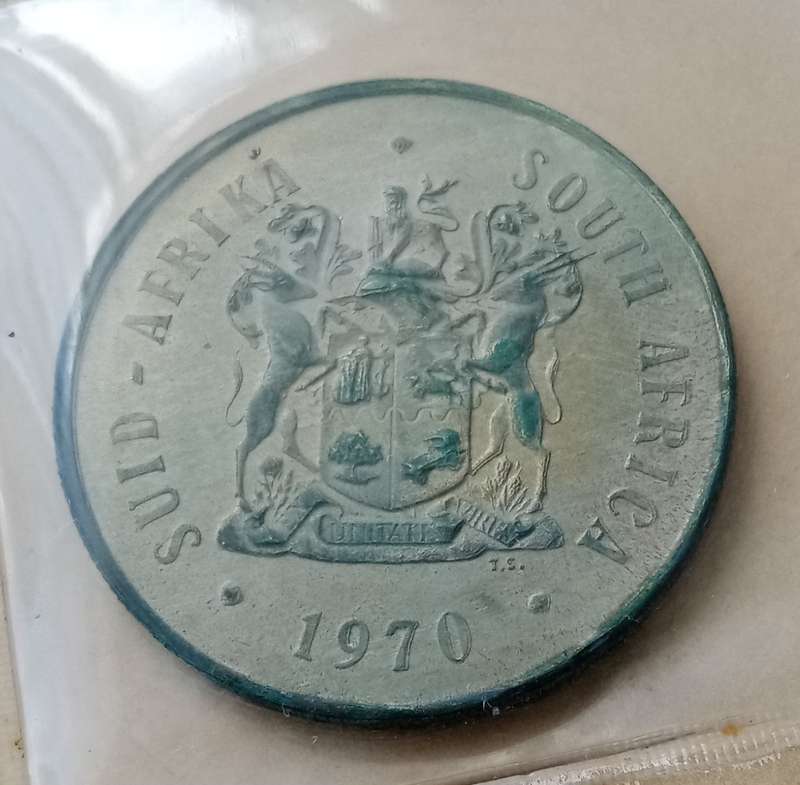 SUID-AFRIKA
SOUTH AFRICA
UNITATE VIRES
T.S.
1970